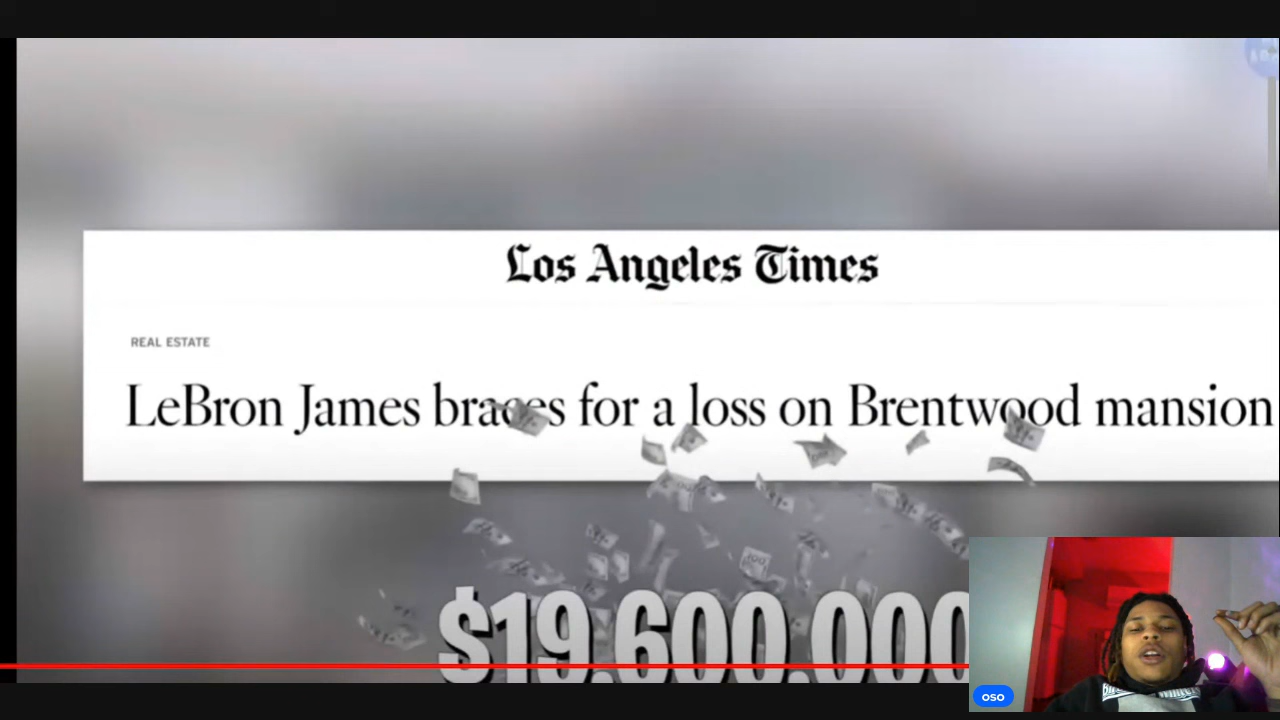 Los Angeles Times
REAL ESTATE
LeBron James braces for a loss on Brentwood mansion
$19,600,000
oso